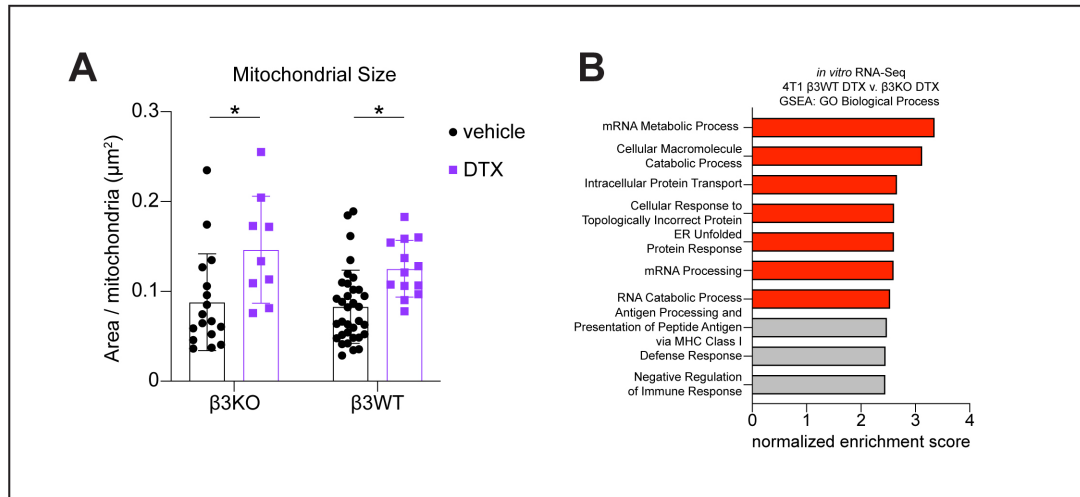 A
Mitochondrial Size
*
*
0.3
0.2
0.1
0
Area / mitochondria (µm²)
β3KO
β3WT
vehicle
DTX
B
in vitro RNA-Seq
4T1 β3WT DTX v. β3KO DTX
GSEA: GO Biological Process
mRNA Metabolic Process
Cellular Macromolecule
Catabolic Process
Intracellular Protein Transport
Cellular Response to
Topologically Incorrect Protein
ER Unfolded
Protein Response
mRNA Processing
RNA Catabolic Process
Antigen Processing and
Presentation of Peptide Antigen
via MHC Class I
Defense Response
Negative Regulation
of Immune Response
0 1 2 3 4
normalized enrichment score